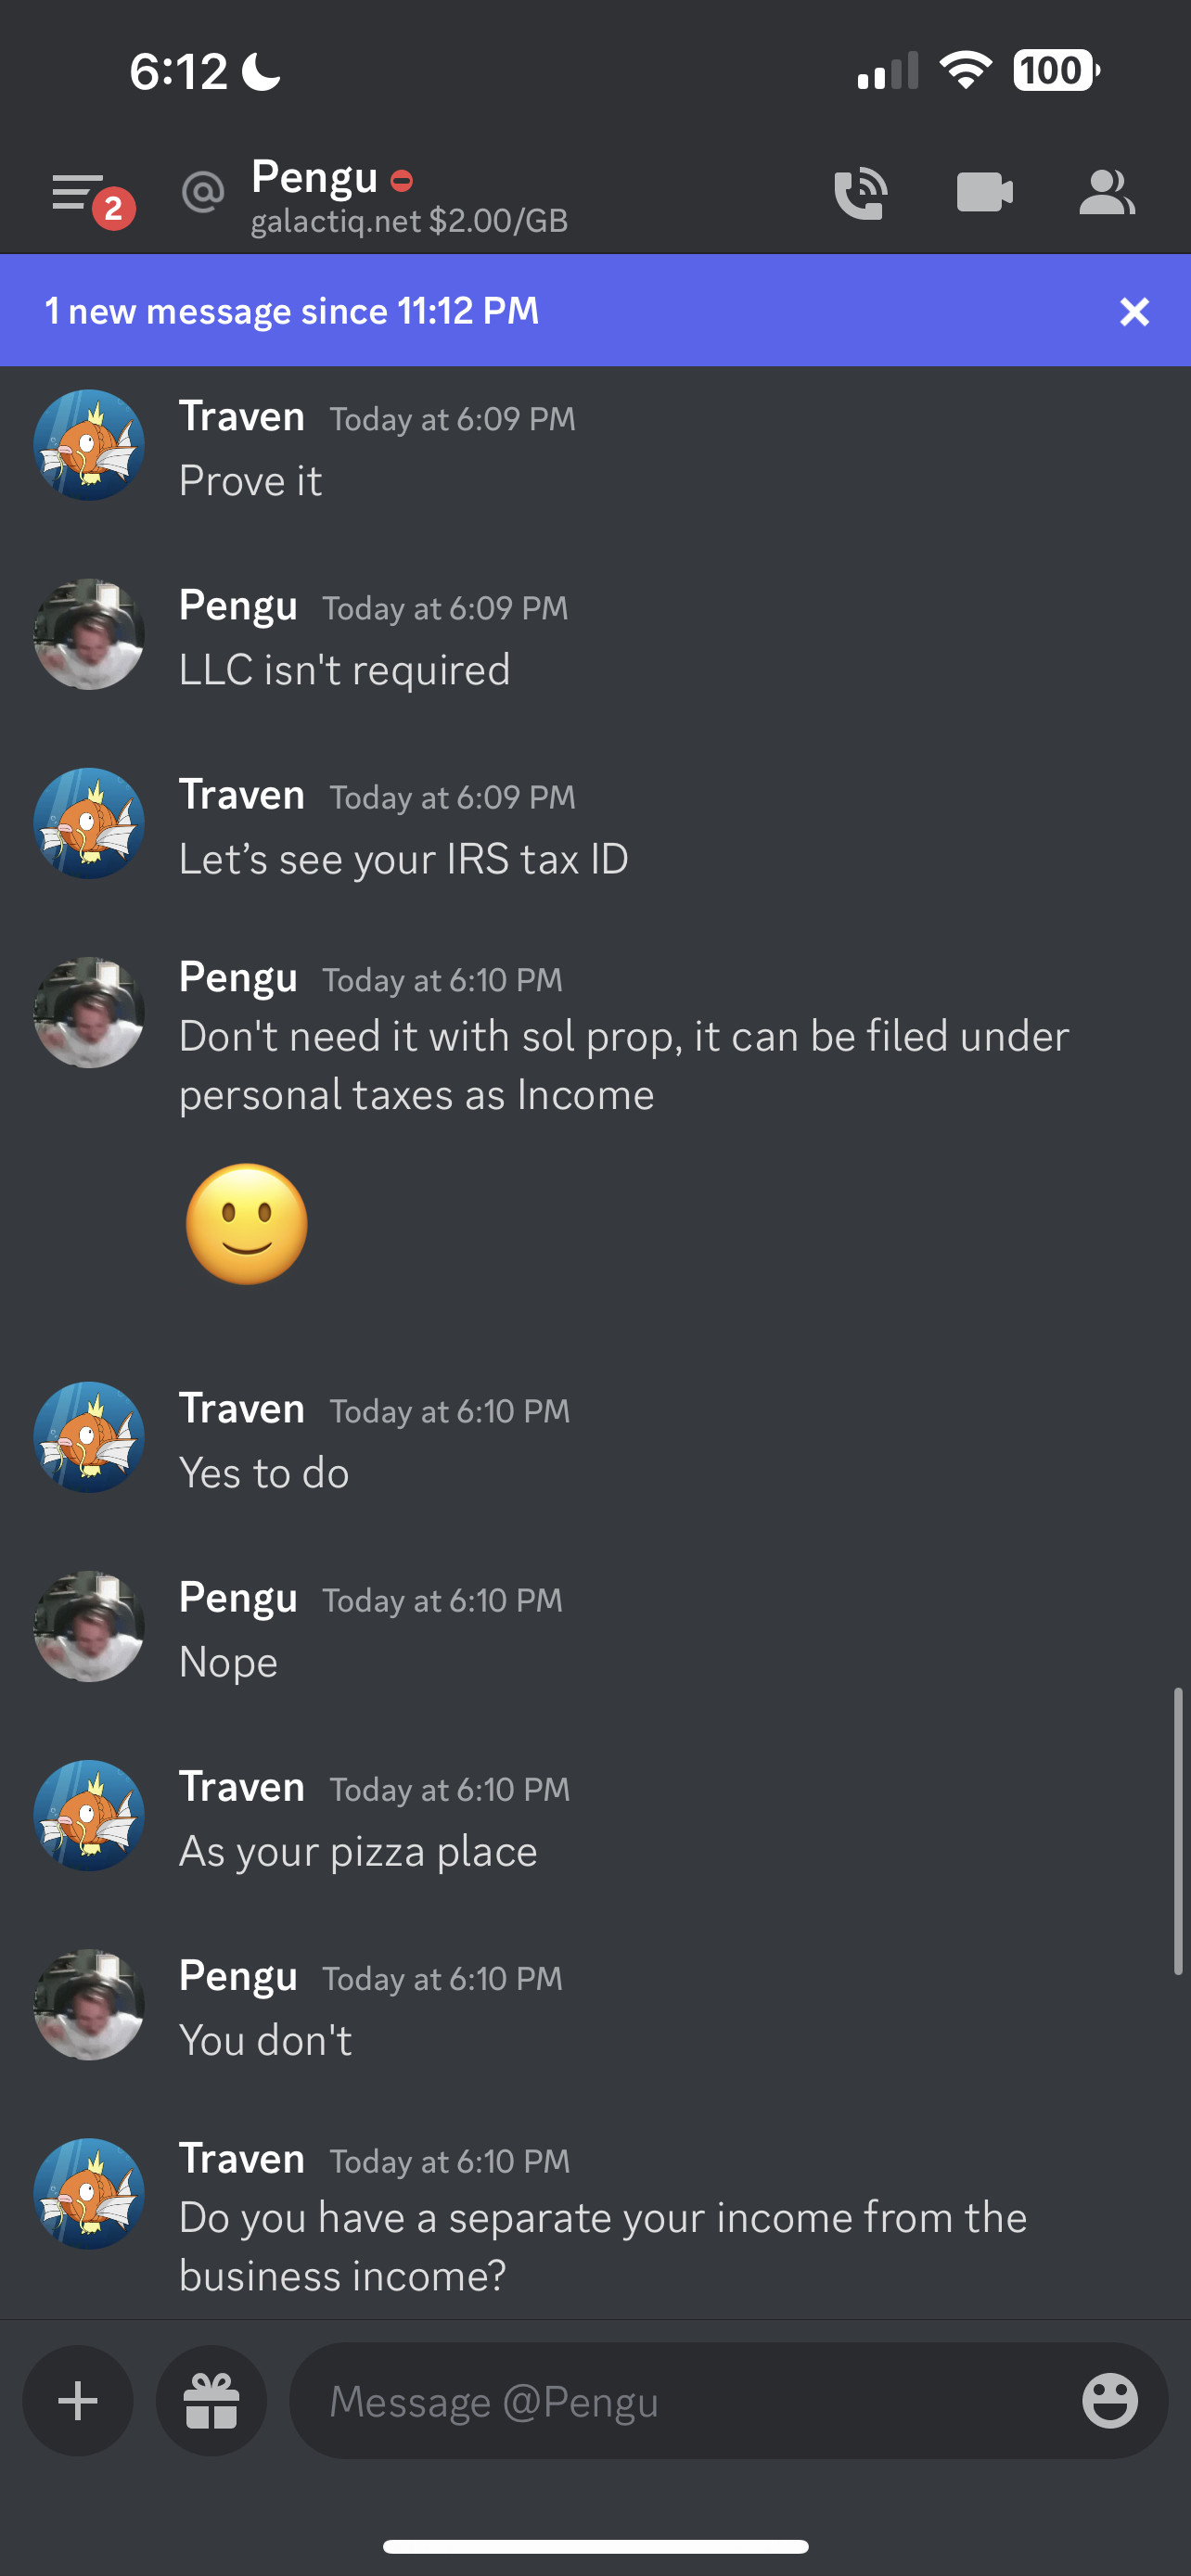 6:12
100
2
Pengu
galactiq.net $2.00/GB
1 new message since 11:12 PM
Traven Today at 6:09 PM
Prove it
Pengu Today at 6:09 PM
LLC isn't required
Traven Today at 6:09 PM
Let’s see your IRS tax ID
Pengu Today at 6:10 PM
Don't need it with sol prop, it can be filed under
personal taxes as Income
Traven Today at 6:10 PM
Yes to do
Pengu Today at 6:10 PM
Nope
Traven Today at 6:10 PM
As your pizza place
Pengu Today at 6:10 PM
You don't
Traven Today at 6:10 PM
Do you have a separate your income from the
business income?
Message @Pengu